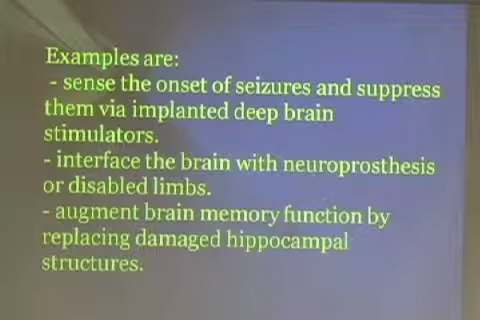 Examples are:
- sense the onset of seizures and suppress
them via implanted deep brain
stimulators.
- interface the brain with neuroprosthesis
or disabled limbs.
- augment brain memory function by
replacing damaged hippocampal
structures.